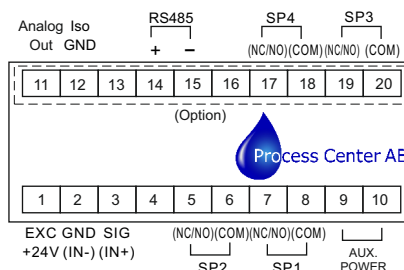 RS485 SP4 SP3
Analog Iso
Out GND + − (NC/NO)(COM) (NC/NO) (COM)
11 12 13 14 15 16 17 18 19 20
(Option)
Process Center AB
1 2 3 4 5 6 7 8 9 10
EXC GND SIG (NC/NO)(COM)(NC/NO)(COM)
+24V (IN-) (IN+) SP2 SP1 AUX.
POWER